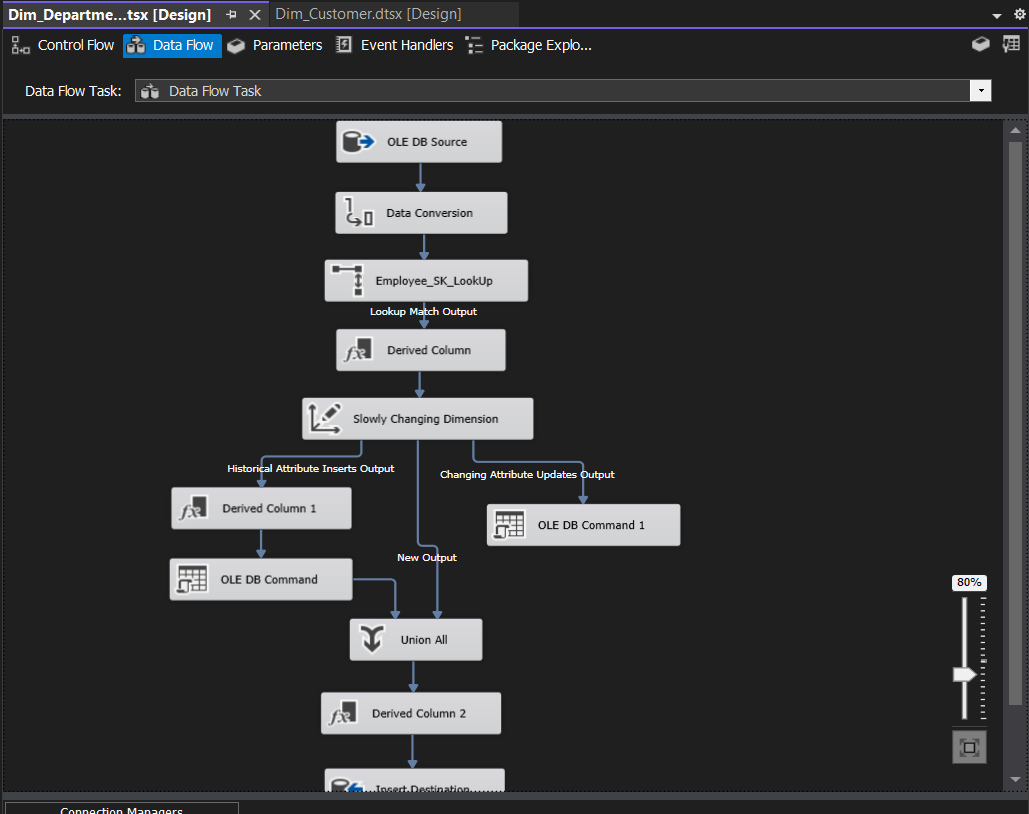 Dim_Departme...tsx [Design]
Dim_Customer.dtsx [Design]
Control Flow
Data Flow
Parameters
Event Handlers
Package Explo...
Data Flow Task:
Data Flow Task
OLE DB Source
Data Conversion
Employee_SK_LookUp
Lookup Match Output
Derived Column
Slowly Changing Dimension
Historical Attribute Inserts Output
Changing Attribute Updates Output
Derived Column 1
OLE DB Command 1
New Output
OLE DB Command
80%
Union All
Derived Column 2
Insert Destination
Connection Managers